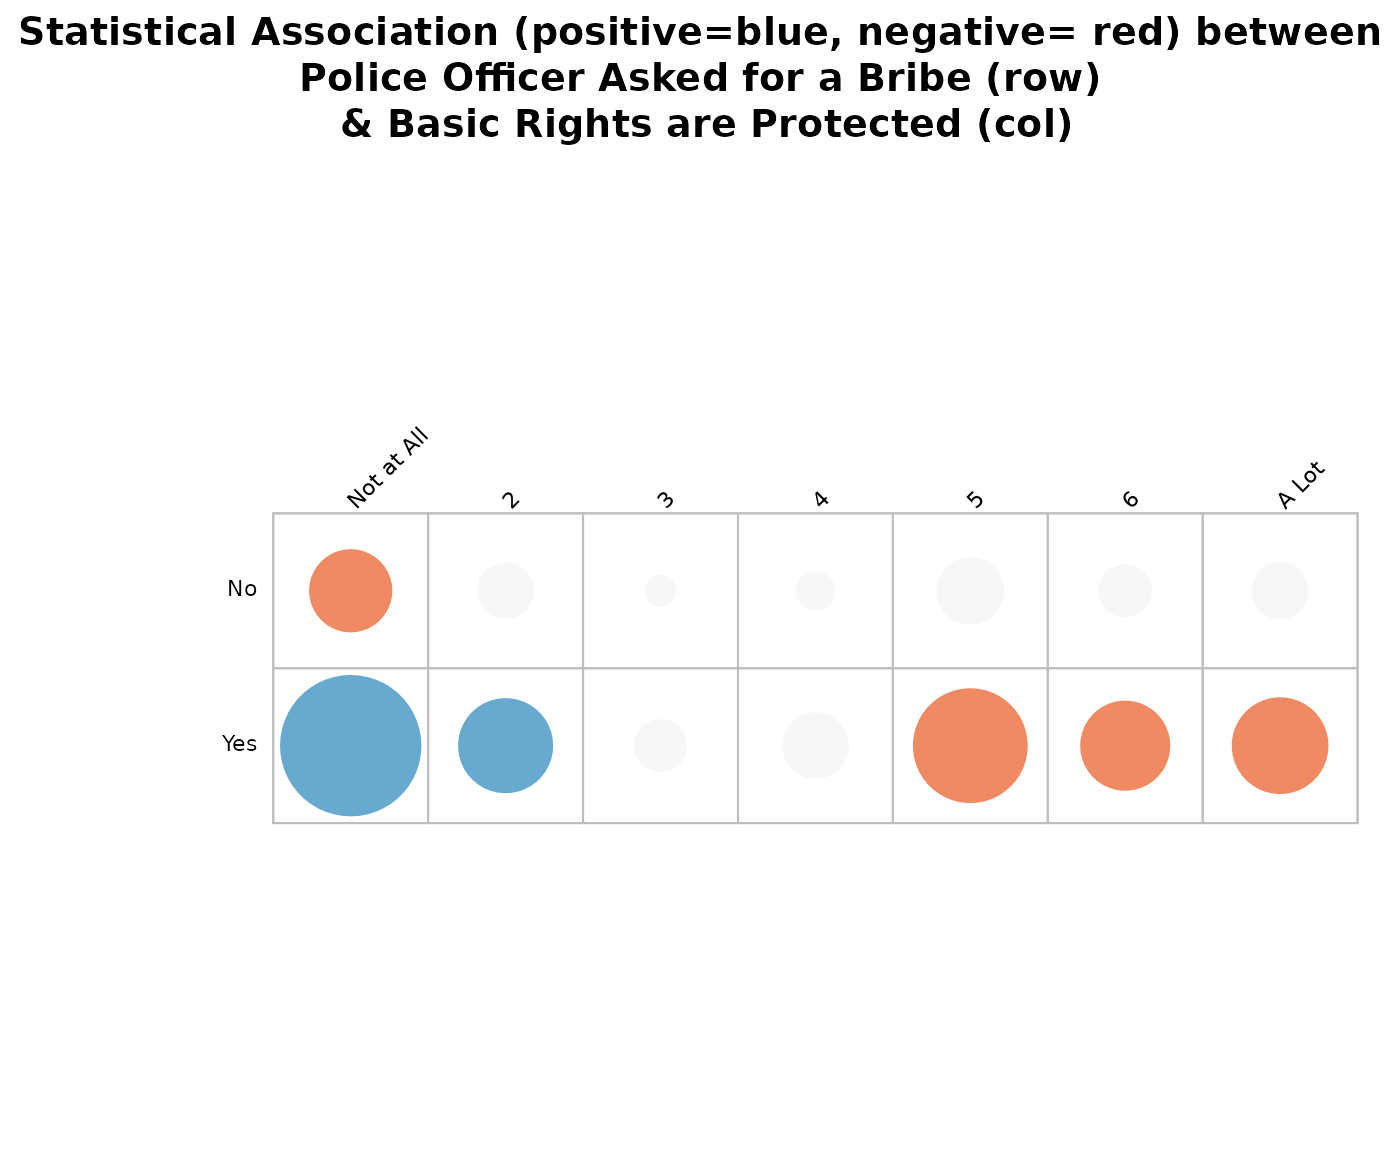 Statistical Association (positive=blue, negative= red) between
Police Officer Asked for a Bribe (row)
& Basic Rights are Protected (col)
Not at All
2
3
4
5
6
A Lot
No
Yes